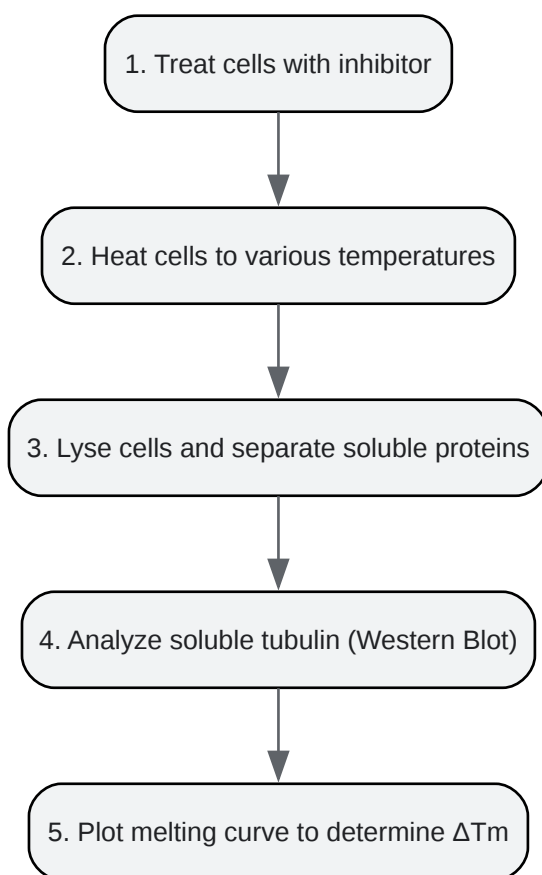 1. Treat cells with inhibitor
2. Heat cells to various temperatures
3. Lyse cells and separate soluble proteins
4. Analyze soluble tubulin (Western Blot)
5. Plot melting curve to determine ΔTm